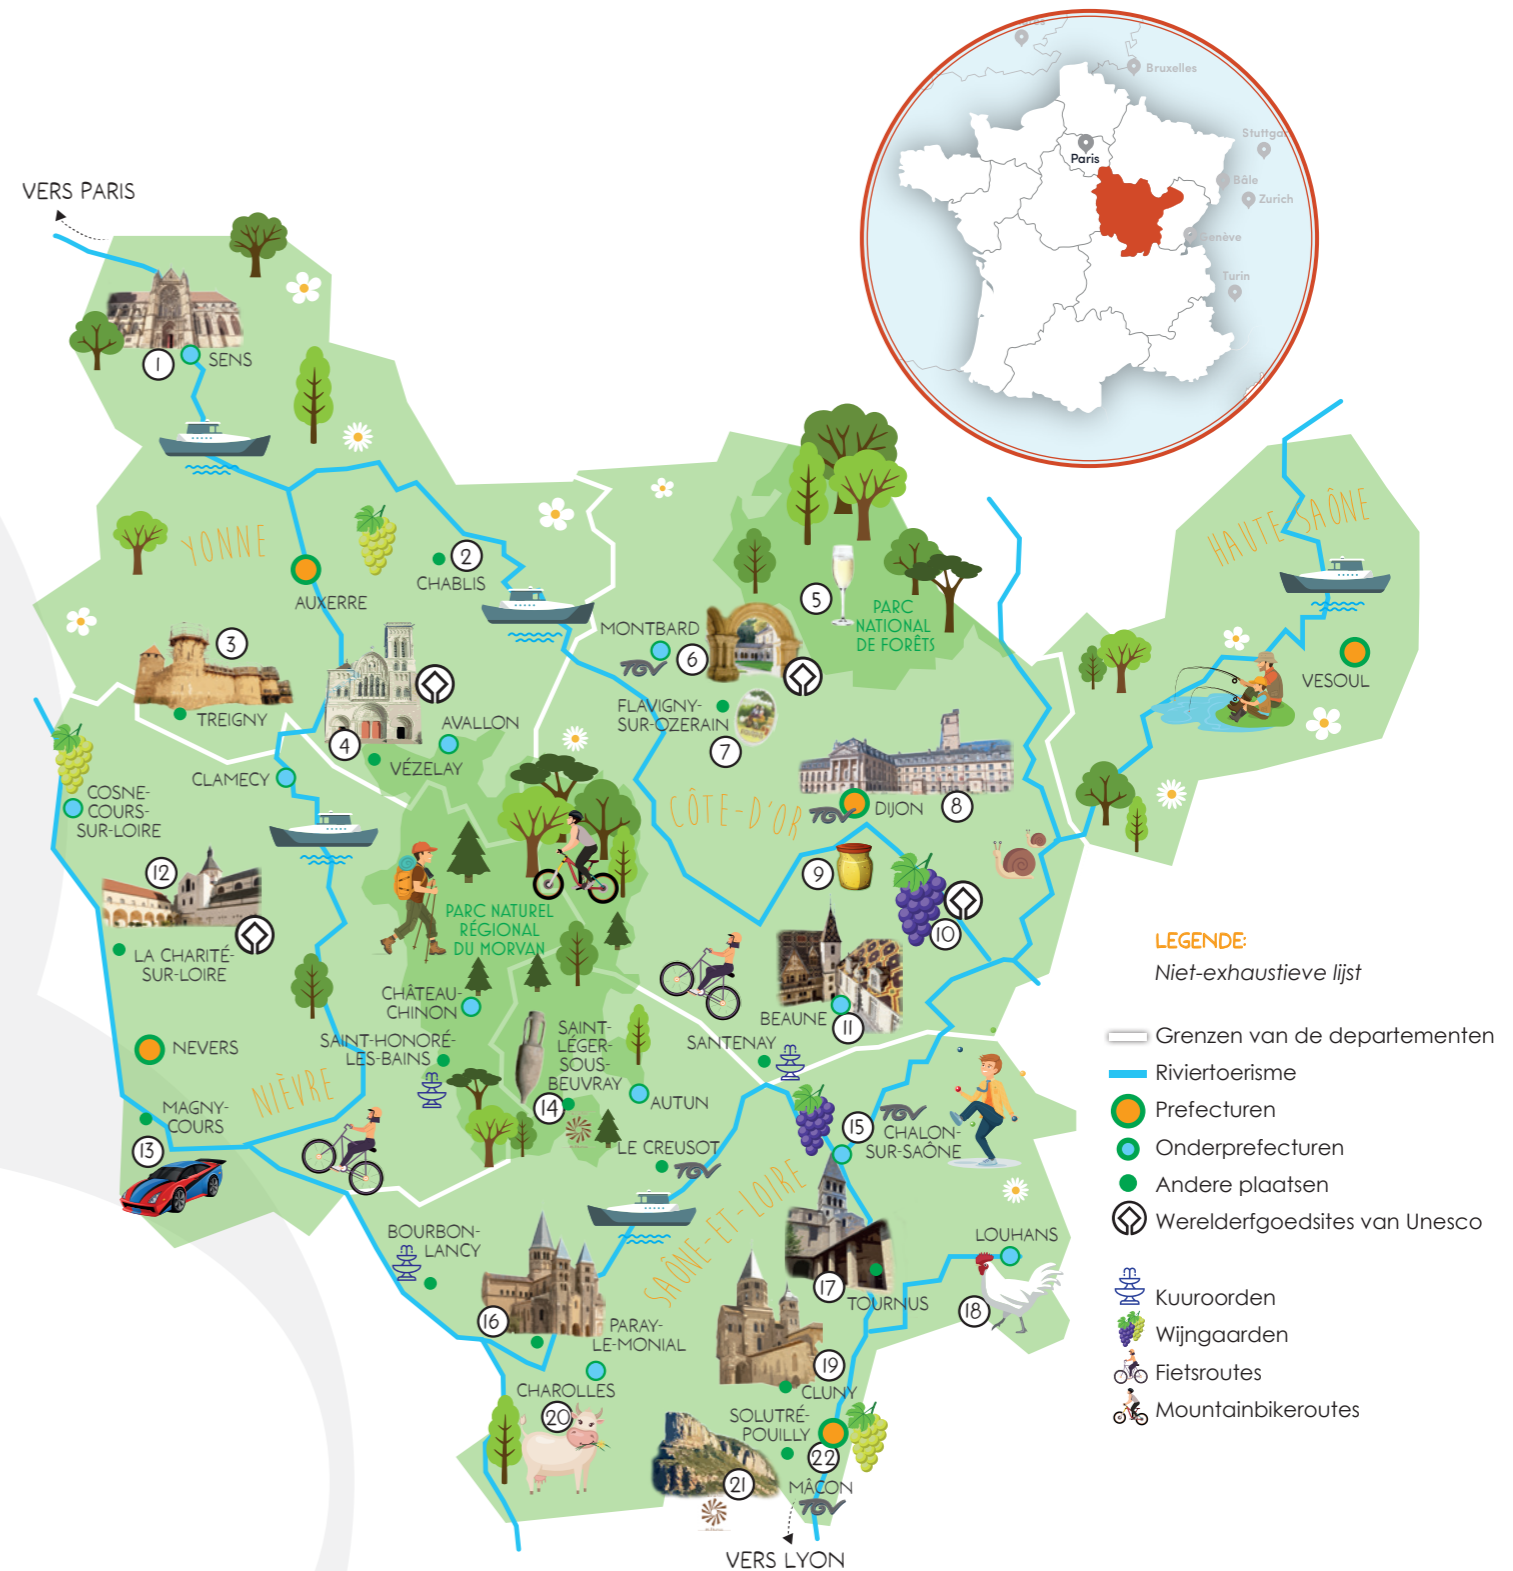 Bruxelles
Paris
Bâle
Zurich
Turin
VERS PARIS
1
SENS
YONNE
2
CHABLIS
AUXERRE
3
TREIGNY
4
VÉZELAY
AVALLON
CLAMECY
COSNE-
COURS-
SUR-LOIRE
HAUTE SAÔNE
VESOUL
5
PARC
NATIONAL
DE FORÊTS
MONTBARD
TGV
6
FLAVIGNY-
SUR-OZERAIN
7
CÔTE-D'OR
TGV
DIJON
8
9
10
12
LA CHARITÉ-
SUR-LOIRE
PARC NATUREL
RÉGIONAL
DU MORVAN
CHÂTEAU-
CHINON
SAINT-HONORÉ-
LES-BAINS
NEVERS
NIÈVRE
MAGNY-
COURS
13
SAINT-
LÉGER-
SOUS-
BEUVRAY
14
AUTUN
BEAUNE
11
SANTENAY
LE CREUSOT
TGV
15
TGV
CHALON-
SUR-SAÔNE
SAÔNE-ET-LOIRE
BOURBON-
LANCY
16
PARAY-
LE-MONIAL
17
TOURNUS
LOUHANS
18
19
CLUNY
CHAROLLES
20
SOLUTRÉ-
POUILLY
21
22
MÂCON
TGV
VERS LYON
LEGENDE:
Niet-exhaustieve lijst
Grenzen van de departementen
Riviertoerisme
Prefecturen
Onderprefecturen
Andere plaatsen
Werelderfgoedsites van Unesco
Kuuroorden
Wijngaarden
Fietsroutes
Mountainbikeroutes